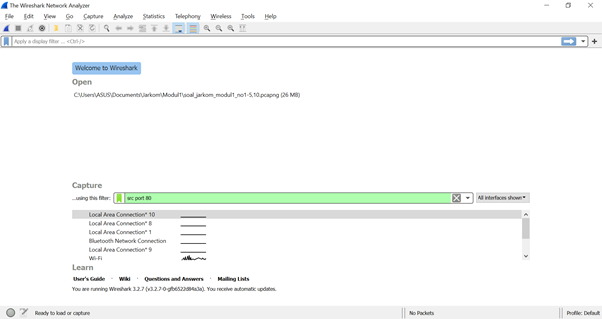 The Wireshark Network Analyzer
File Edit View Go Capture Analyze Statistics Telephony Wireless Tools Help
Apply a display filter ... <Ctrl-/>
Welcome to Wireshark
Open
C:\Users\ASUS\Documents\Jarkom\Modul1\soal_jarkom_modul1_no1-5,10.pcapng (26 MB)
Capture
...using this filter: src port 80 All interfaces shown
Local Area Connection* 10
Local Area Connection* 8
Local Area Connection* 1
Bluetooth Network Connection
Local Area Connection* 9
Wi-Fi
Learn
User's Guide · Wiki · Questions and Answers · Mailing Lists
You are running Wireshark 3.2.7 (v3.2.7-0-gfb6522d84a3a). You receive automatic updates.
Ready to load or capture No Packets Profile: Default